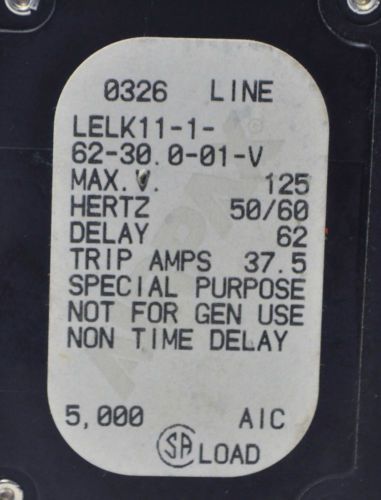 0326 LINE
LELK11-1-
62-30.0-01-V
MAX.V. 125
HERTZ 50/60
DELAY 62
TRIP AMPS 37.5
SPECIAL PURPOSE
NOT FOR GEN USE
NON TIME DELAY
5,000 AIC
SA LOAD